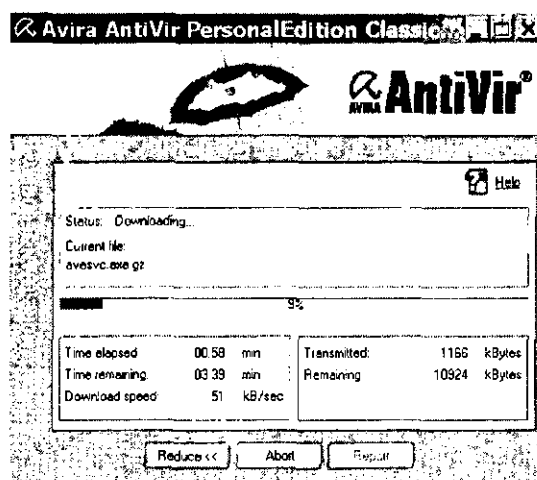 Avira AntiVir PersonalEdition Classic
AVIRA AntiVir®
Help
Status: Downloading...
Current file:
avesvc.exe.gz
9%
Time elapsed 00:58 min
Time remaining: 03:39 min
Download speed: 51 kB/sec
Transmitted: 1166 kBytes
Remaining: 10924 kBytes
Reduce << Abort Report